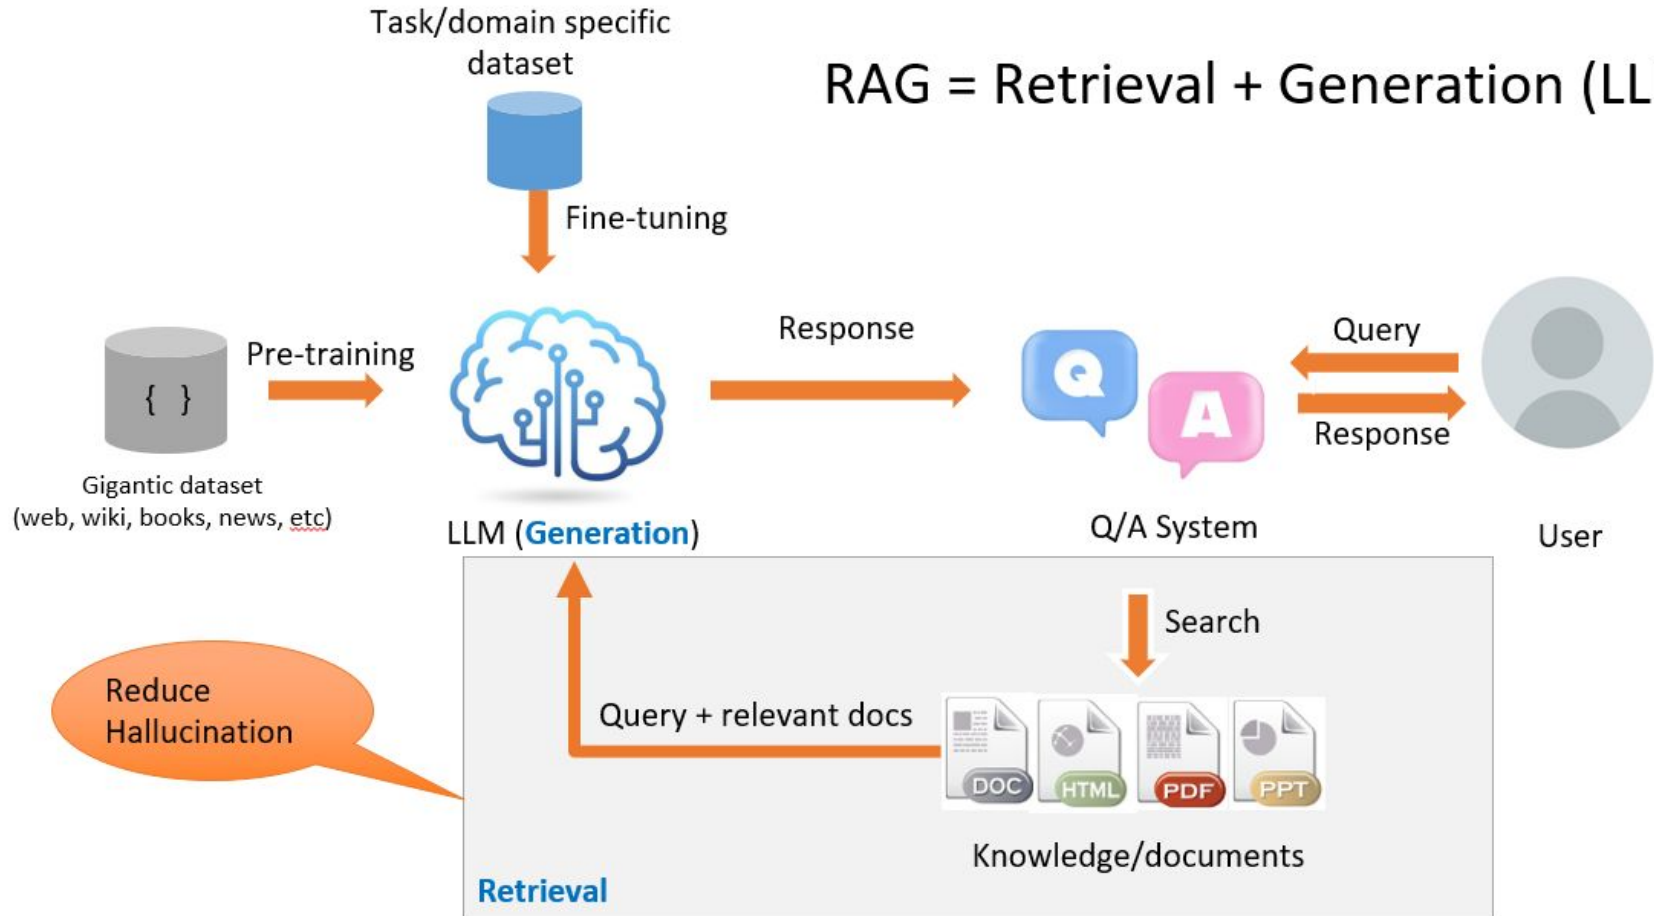 Task/domain specific
dataset
RAG = Retrieval + Generation (LL
Fine-tuning
Pre-training
Response
Query
Response
{ }
Q
A
Gigantic dataset
(web, wiki, books, news, etc)
LLM (Generation)
Q/A System
User
Search
Reduce
Hallucination
Query + relevant docs
DOC
HTML
PDF
PPT
Knowledge/documents
Retrieval